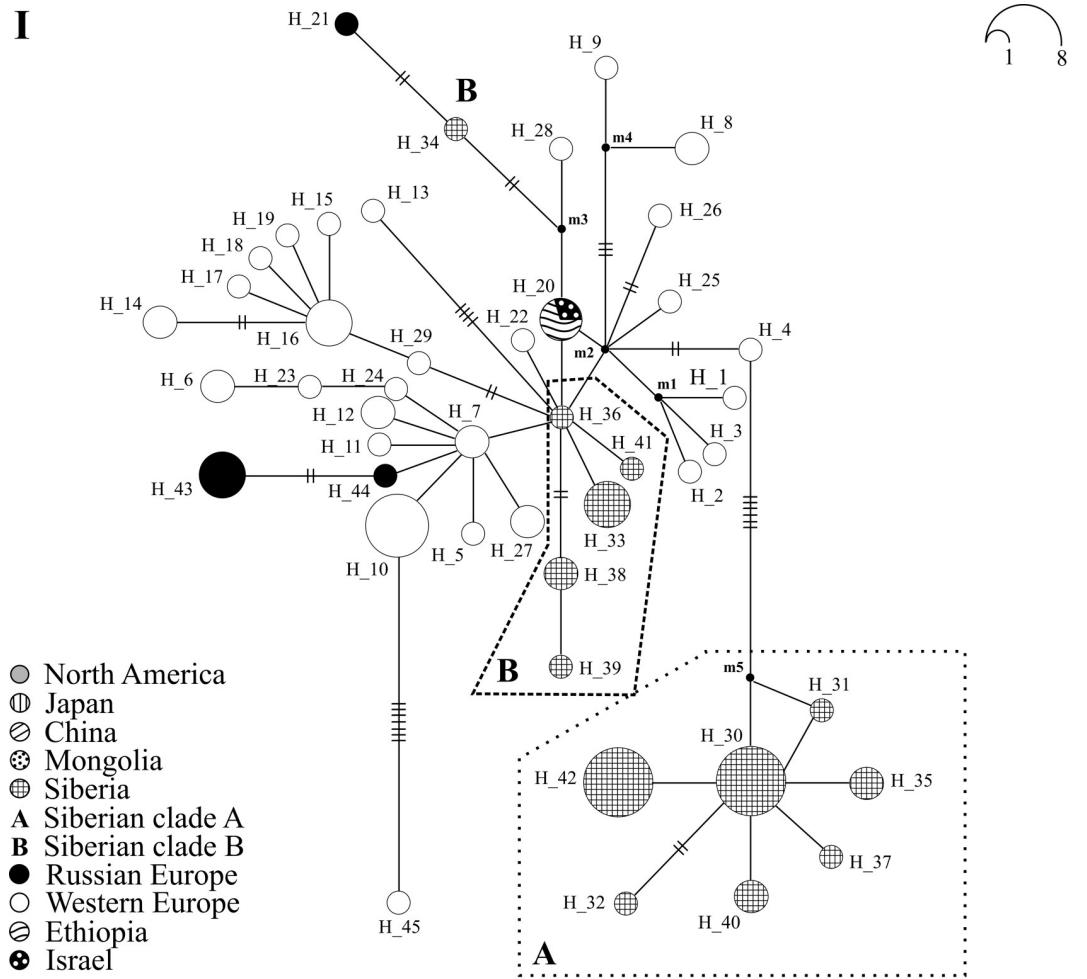 I
H_21
H_9
1 8
B
m4
H_8
H_34
H_28
H_13
H_15
H_26
H_19
m3
H_18
H_17
H_20
H_25
H_14
H_22
H_4
H_16
H_29
m2
H_6
H_23
H_24
m1
H_1
H_12
H_7
H_36
H_41
H_3
H_11
H_2
H_43
H_44
H_33
H_10
H_5
H_27
H_38
B
H_39
m5
H_31
H_30
H_42
H_35
H_37
H_32
H_40
H_45
A
North America
Japan
China
Mongolia
Siberia
A Siberian clade A
B Siberian clade B
Russian Europe
Western Europe
Ethiopia
Israel